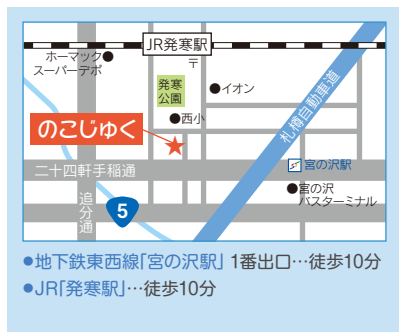 JR発寒駅
〒
ホーマック
スーパーデポ
発寒
公園
イオン
西小
札樽自動車道
のこじゅく
二十四軒手稲通
宮の沢駅
宮の沢
バスターミナル
追分通
5
●地下鉄東西線「宮の沢駅」 1番出口…徒歩10分
●JR「発寒駅」…徒歩10分